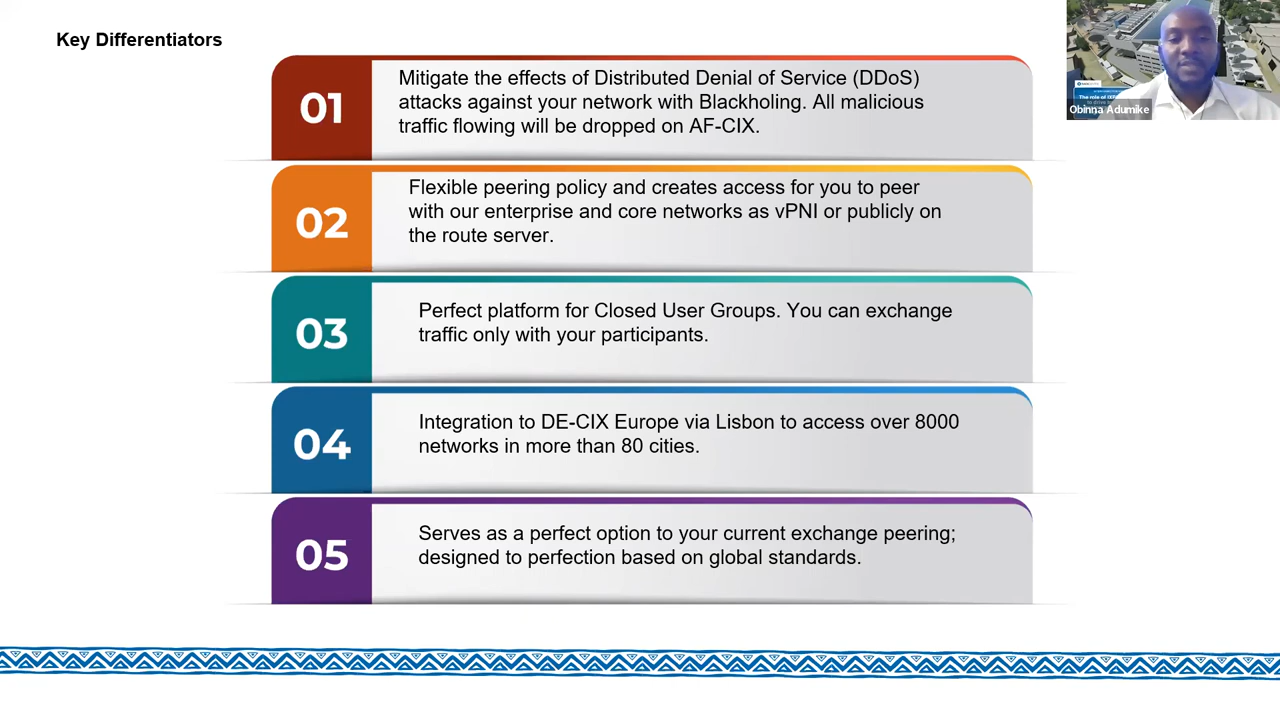 Key Differentiators
01
Mitigate the effects of Distributed Denial of Service (DDoS)
attacks against your network with Blackholing. All malicious
traffic flowing will be dropped on AF-CIX.
02
Flexible peering policy and creates access for you to peer
with our enterprise and core networks as vPNI or publicly on
the route server.
03
Perfect platform for Closed User Groups. You can exchange
traffic only with your participants.
04
Integration to DE-CIX Europe via Lisbon to access over 8000
networks in more than 80 cities.
05
Serves as a perfect option to your current exchange peering;
designed to perfection based on global standards.
The role of
Obinna Adumike